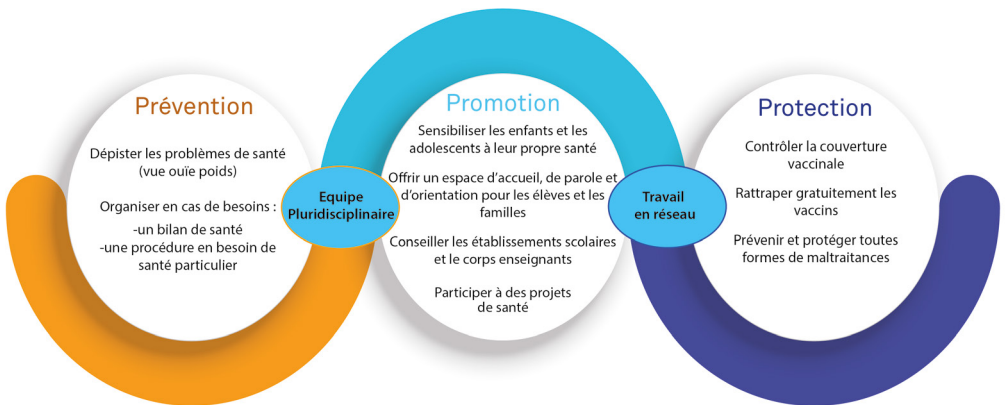 Prévention
Dépister les problèmes de santé
(vue ouïe poids)
Organiser en cas de besoins :
-un bilan de santé
-une procédure en besoin de
santé particulier
Equipe
Pluridisciplinaire
Promotion
Sensibiliser les enfants et les
adolescents à leur propre santé
Offrir un espace d'accueil, de parole et
d'orientation pour les élèves et les
familles
Conseiller les établissements scolaires
et le corps enseignants
Participer à des projets
de santé
Travail
en réseau
Protection
Contrôler la couverture
vaccinale
Rattraper gratuitement les
vaccins
Prévenir et protéger toutes
formes de maltraitances